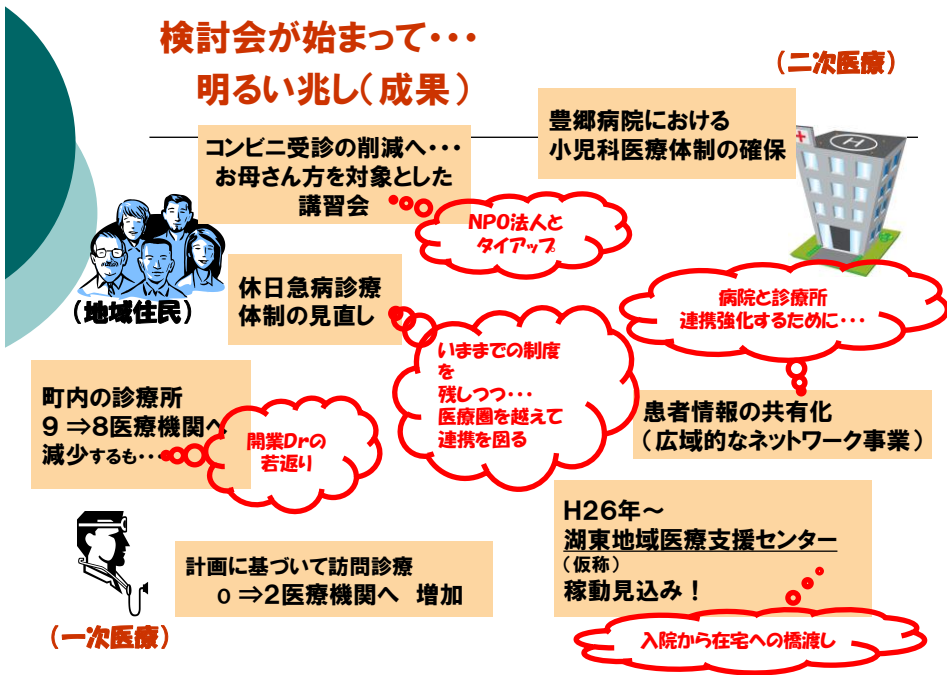 検討会が始まって・・・
明るい兆し(成果)
(二次医療)
豊郷病院における
小児科医療体制の確保
コンビニ受診の削減へ・・・
お母さん方を対象とした
講習会
NPO法人と
タイアップ
H
(地域住民)
休日急病診療
体制の見直し
病院と診療所
連携強化するために・・・
いままでの制度
を
残しつつ・・・
医療圏を越えて
連携を図る
町内の診療所
9 ⇒8医療機関へ
減少するも・・・
開業Drの
若返り
患者情報の共有化
(広域的なネットワーク事業)
H26年～
湖東地域医療支援センター
(仮称)
稼動見込み！
計画に基づいて訪問診療
0 ⇒2医療機関へ 増加
入院から在宅への橋渡し
(一次医療)